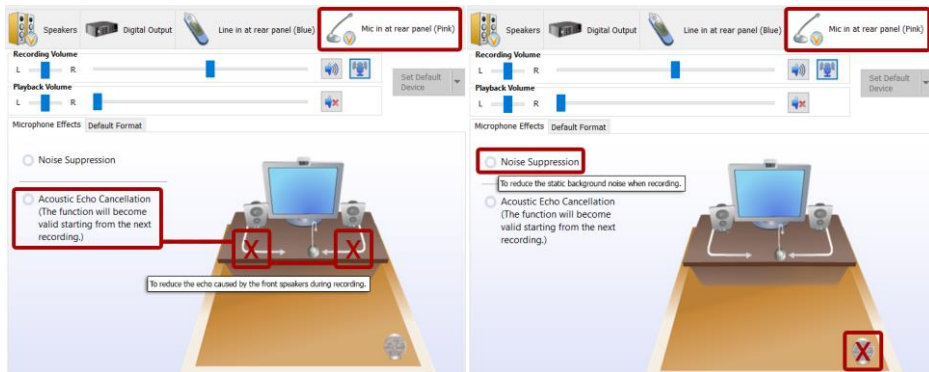 Speakers Digital Output Line in at rear panel (Blue) Mic in at rear panel (Pink)
Recording Volume
L R
Set Default
Device
Playback Volume
L R
Microphone Effects Default Format
Noise Suppression
Acoustic Echo Cancellation
(The function will become
valid starting from the next
recording.)
X X
To reduce the echo caused by the front speakers during recording.
Speakers Digital Output Line in at rear panel (Blue) Mic in at rear panel (Pink)
Recording Volume
L R
Set Default
Device
Playback Volume
L R
Microphone Effects Default Format
Noise Suppression
To reduce the static background noise when recording.
Acoustic Echo Cancellation
(The function will become
valid starting from the next
recording.)
X